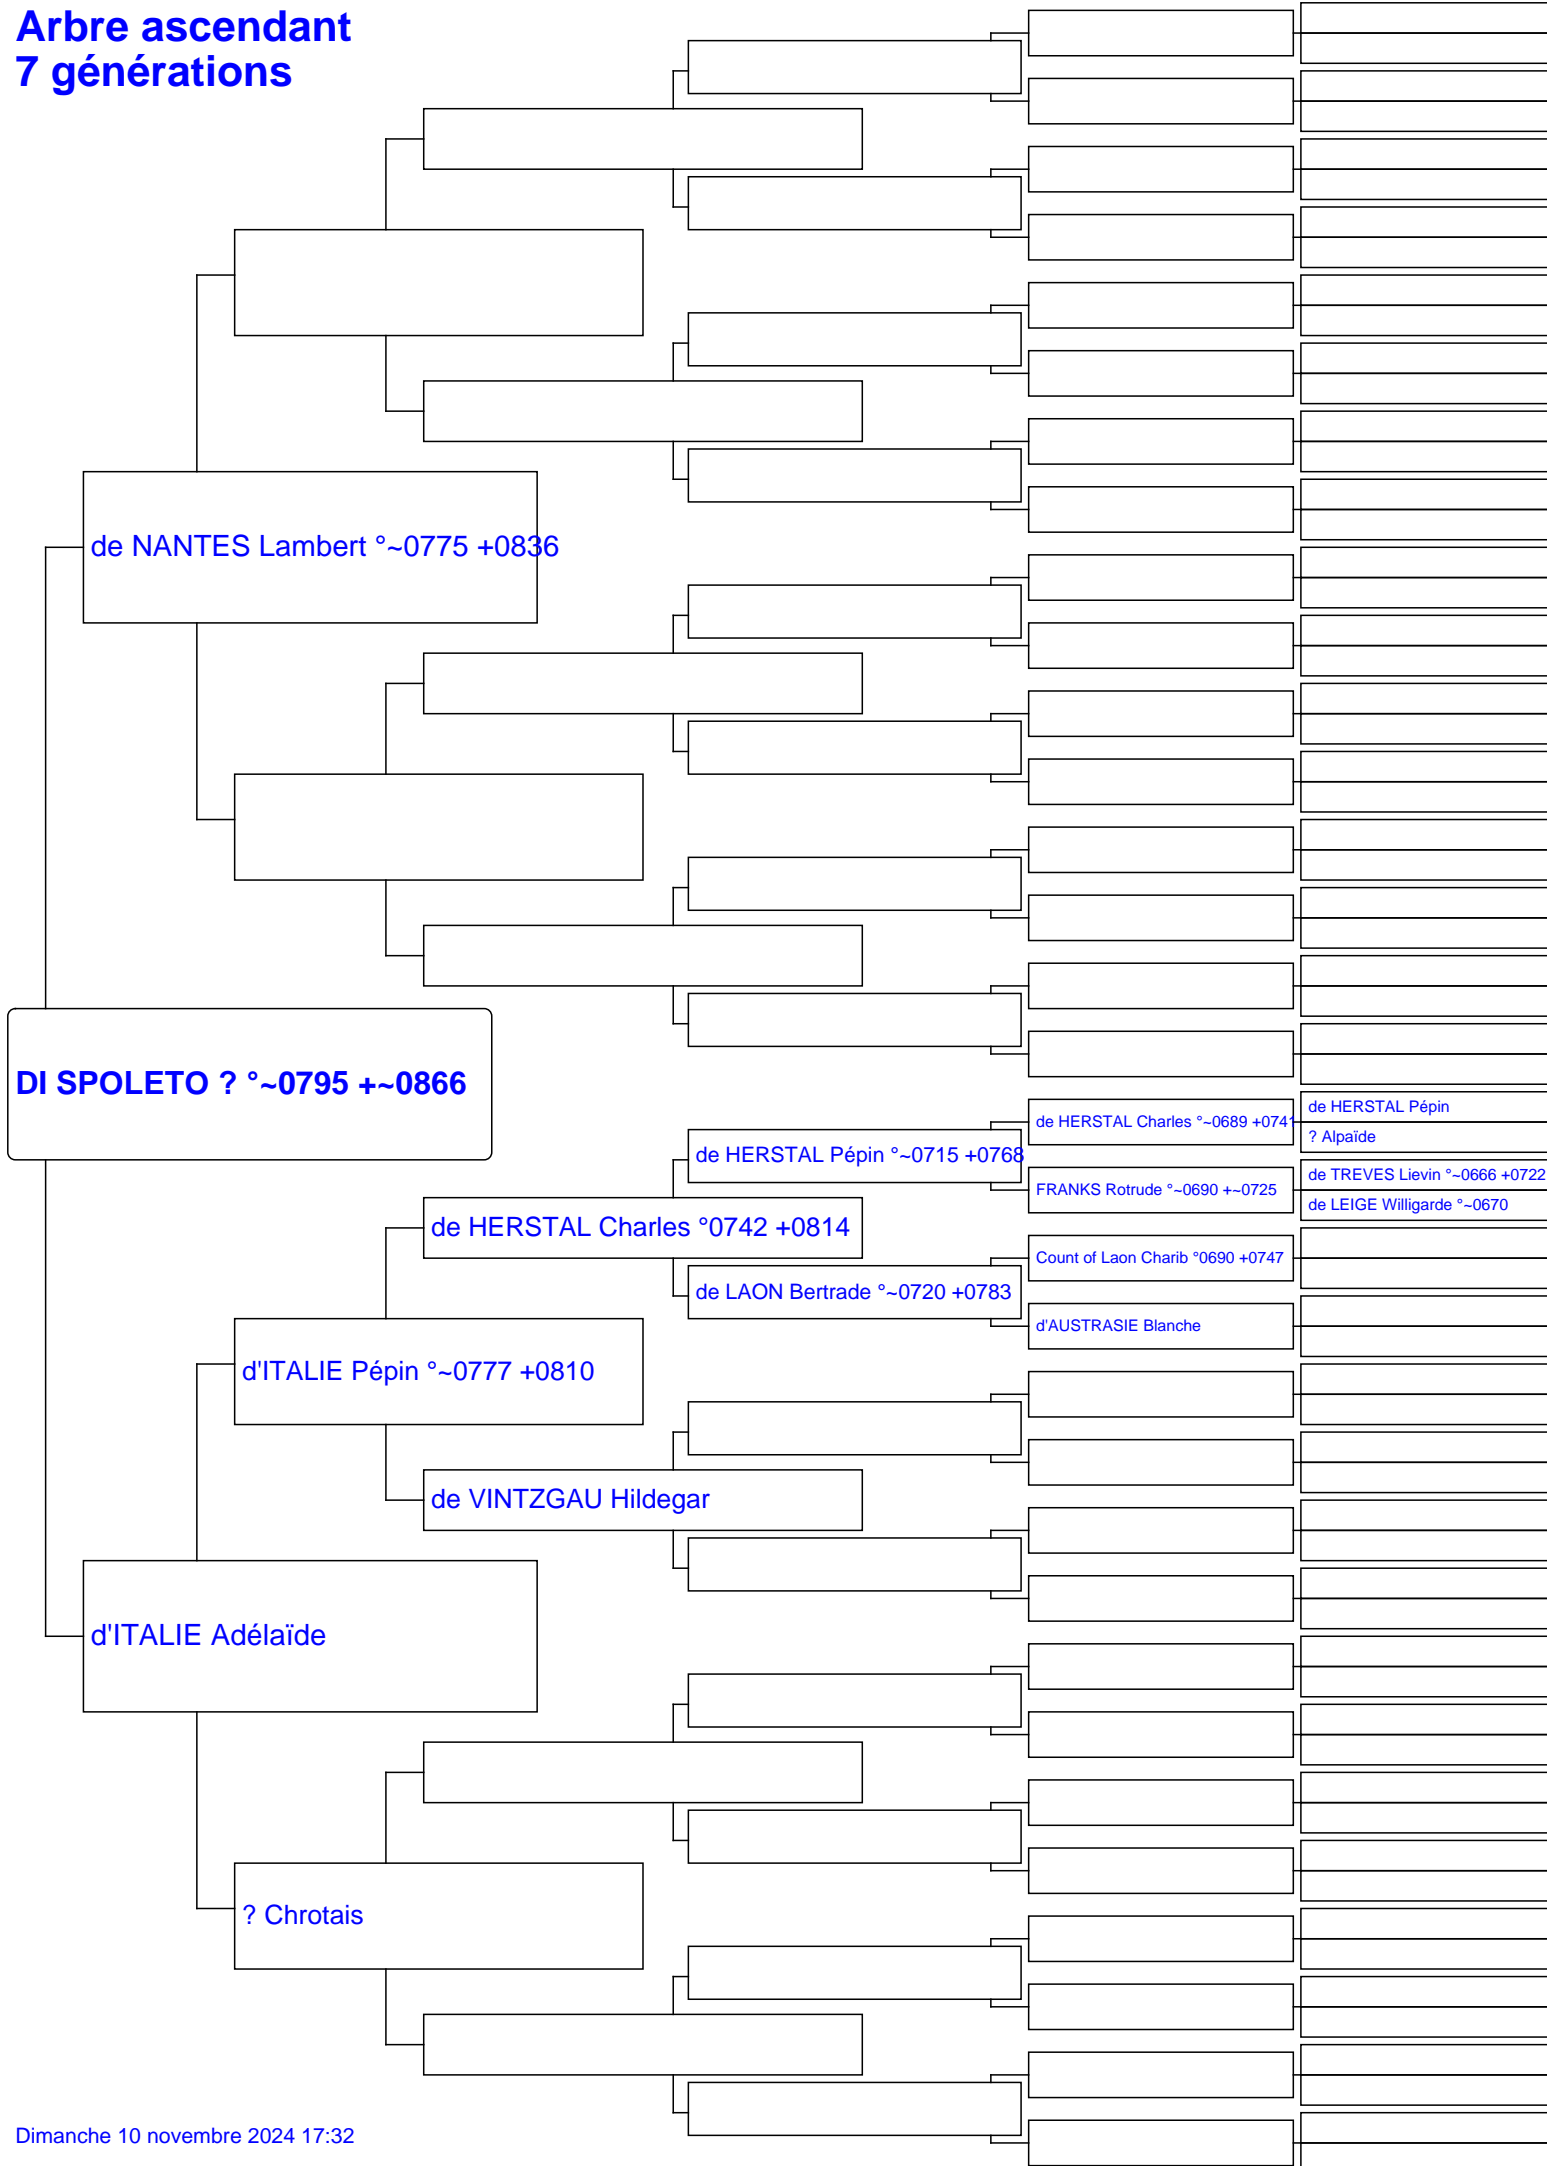 Arbre ascendant
7 générations
de NANTES Lambert °~0775 +0836
DI SPOLETO ? °~0795 +~0866
de HERSTAL Pépin
de HERSTAL Charles °~0689 +0741
? Alpaïde
de HERSTAL Pépin °~0715 +0768
de TREVES Lievin °~0666 +0722
FRANKS Rotrude °~0690 +~0725
de LEIGE Willigarde °~0670
de HERSTAL Charles °0742 +0814
Count of Laon Charib °0690 +0747
de LAON Bertrade °~0720 +0783
d'AUSTRASIE Blanche
d'ITALIE Pépin °~0777 +0810
de VINTZGAU Hildegar
d'ITALIE Adélaïde
? Chrotais
Dimanche 10 novembre 2024 17:32